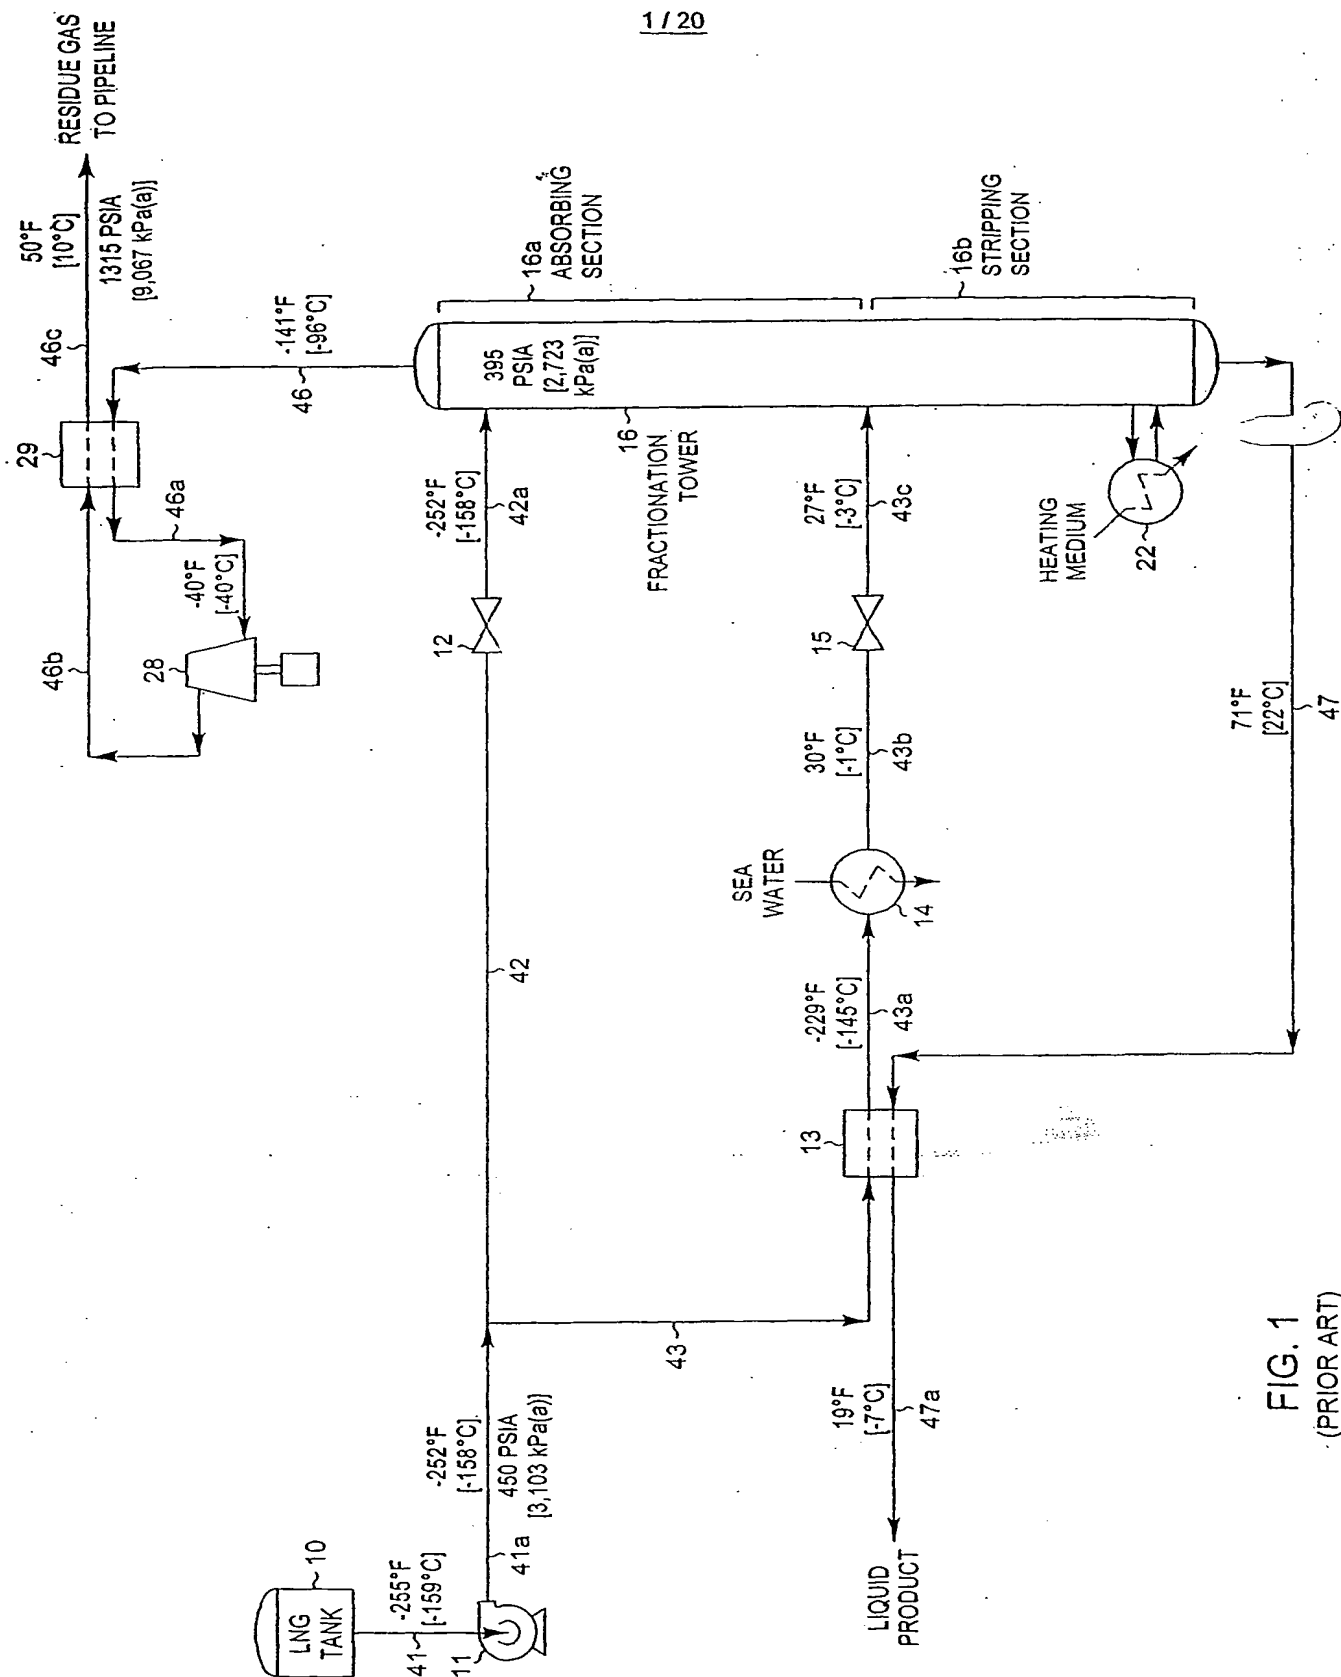 1 / 20
RESIDUE GAS
TO PIPELINE
50°F
[10°C]
1315 PSIA
[9,067 kPa(a)]
46c
-141°F
[-96°C]
46
29
46a
-40°F
[-40°C]
46b
28
16a
ABSORBING
SECTION
16b
STRIPPING
SECTION
395
PSIA
[2,723
kPa(a)]
16
FRACTIONATION
TOWER
-252°F
[-158°C]
42a
12
42
27°F
[-3°C]
43c
15
30°F
[-1°C]
43b
SEA
WATER
14
-229°F
[-145°C]
43a
13
43
HEATING
MEDIUM
22
71°F
[22°C]
47
19°F
[-7°C]
47a
LIQUID
PRODUCT
-252°F
[-158°C]
450 PSIA
[3,103 kPa(a)]
41a
LNG
TANK
10
-255°F
[-159°C]
41
11
FIG. 1
(PRIOR ART)